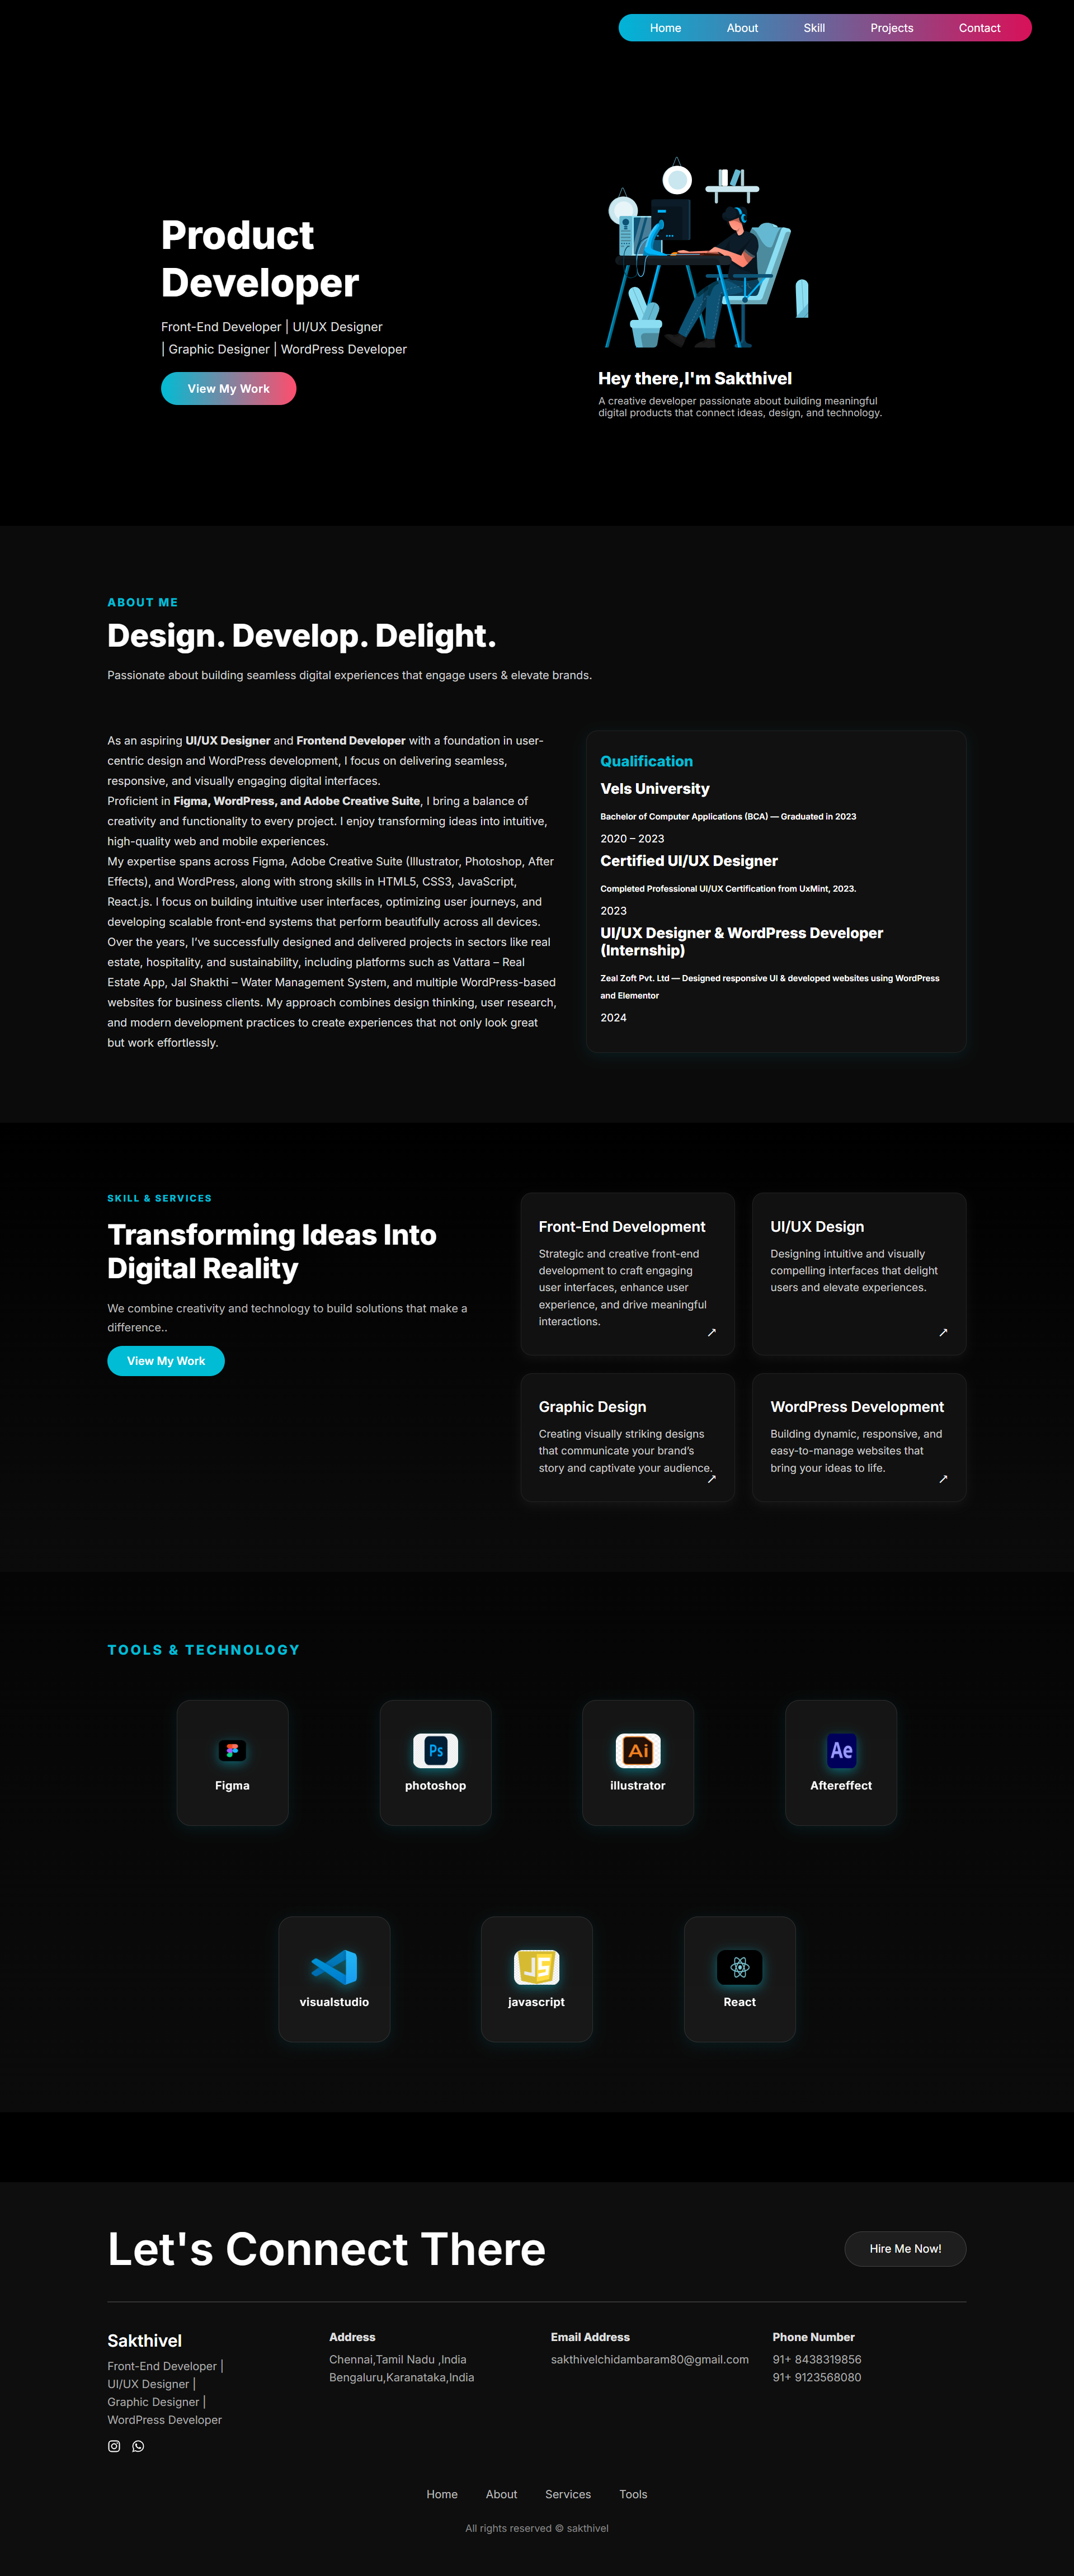 Home About Skill Projects Contact
Product
Developer
Front-End Developer | UI/UX Designer
| Graphic Designer | WordPress Developer
View My Work
Hey there,I'm Sakthivel
A creative developer passionate about building meaningful
digital products that connect ideas, design, and technology.
ABOUT ME
Design. Develop. Delight.
Passionate about building seamless digital experiences that engage users & elevate brands.
As an aspiring UI/UX Designer and Frontend Developer with a foundation in user-
centric design and WordPress development, I focus on delivering seamless,
responsive, and visually engaging digital interfaces.
Proficient in Figma, WordPress, and Adobe Creative Suite, I bring a balance of
creativity and functionality to every project. I enjoy transforming ideas into intuitive,
high-quality web and mobile experiences.
My expertise spans across Figma, Adobe Creative Suite (Illustrator, Photoshop, After
Effects), and WordPress, along with strong skills in HTML5, CSS3, JavaScript,
React.js. I focus on building intuitive user interfaces, optimizing user journeys, and
developing scalable front-end systems that perform beautifully across all devices.
Over the years, I’ve successfully designed and delivered projects in sectors like real
estate, hospitality, and sustainability, including platforms such as Vattara – Real
Estate App, Jal Shakthi – Water Management System, and multiple WordPress-based
websites for business clients. My approach combines design thinking, user research,
and modern development practices to create experiences that not only look great
but work effortlessly.
Qualification
Vels University
Bachelor of Computer Applications (BCA) — Graduated in 2023
2020 – 2023
Certified UI/UX Designer
Completed Professional UI/UX Certification from UxMint, 2023.
2023
UI/UX Designer & WordPress Developer
(Internship)
Zeal Zoft Pvt. Ltd — Designed responsive UI & developed websites using WordPress
and Elementor
2024
SKILL & SERVICES
Transforming Ideas Into
Digital Reality
We combine creativity and technology to build solutions that make a
difference..
View My Work
Front-End Development
Strategic and creative front-end
development to craft engaging
user interfaces, enhance user
experience, and drive meaningful
interactions.
↗
UI/UX Design
Designing intuitive and visually
compelling interfaces that delight
users and elevate experiences.
↗
Graphic Design
Creating visually striking designs
that communicate your brand’s
story and captivate your audience.
↗
WordPress Development
Building dynamic, responsive, and
easy-to-manage websites that
bring your ideas to life.
↗
TOOLS & TECHNOLOGY
Figma
Ps
photoshop
Ai
illustrator
Ae
Aftereffect
visualstudio
JS
javascript
React
Let's Connect There
Hire Me Now!
Sakthivel
Front-End Developer |
UI/UX Designer |
Graphic Designer |
WordPress Developer
Address
Chennai,Tamil Nadu ,India
Bengaluru,Karanataka,India
Email Address
sakthivelchidambaram80@gmail.com
Phone Number
91+ 8438319856
91+ 9123568080
Home About Services Tools
All rights reserved © sakthivel